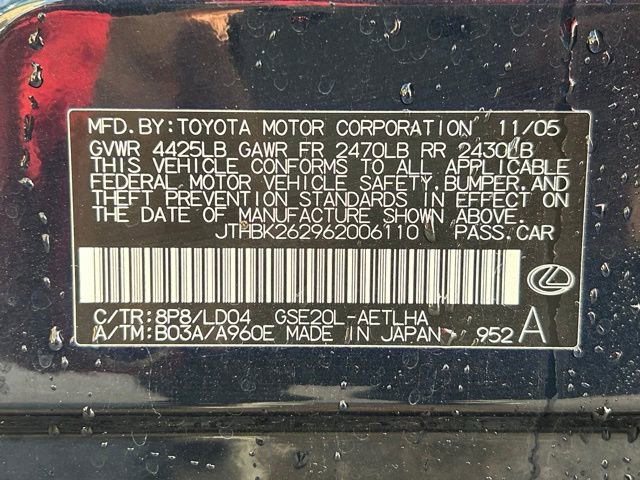 MFD.BY:TOYOTA MOTOR CORPORATION 11/05
GVWR 4425LB GAWR FR 2470LB RR 2430LB
THIS VEHICLE CONFORMS TO ALL APPLICABLE
FEDERAL MOTOR VEHICLE SAFETY,BUMPER,AND
THEFT PREVENTION STANDARDS IN EFFECT ON
THE DATE OF MANUFACTURE SHOWN ABOVE.
JTHBK262962006110 PASS.CAR
C/TR:8P8/LD04 GSE20L-AETLHA
A/TM:B03A/A960E MADE IN JAPAN 952 A